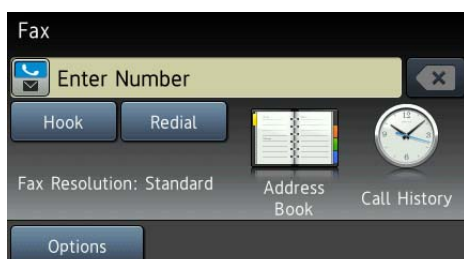 Fax
Enter Number
Hook
Redial
Fax Resolution: Standard
Address
Book
Call History
Options